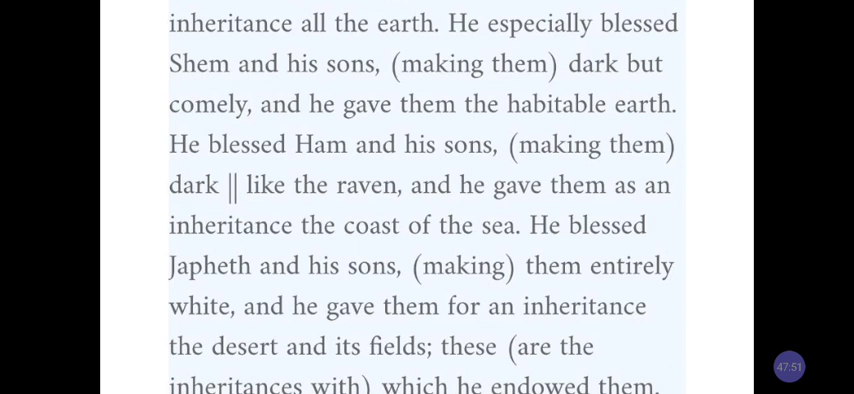 inheritance all the earth. He especially blessed
Shem and his sons, (making them) dark but
comely, and he gave them the habitable earth.
He blessed Ham and his sons, (making them)
dark || like the raven, and he gave them as an
inheritance the coast of the sea. He blessed
Japheth and his sons, (making) them entirely
white, and he gave them for an inheritance
the desert and its fields; these (are the
inheritances with) which he endowed them.
47:51